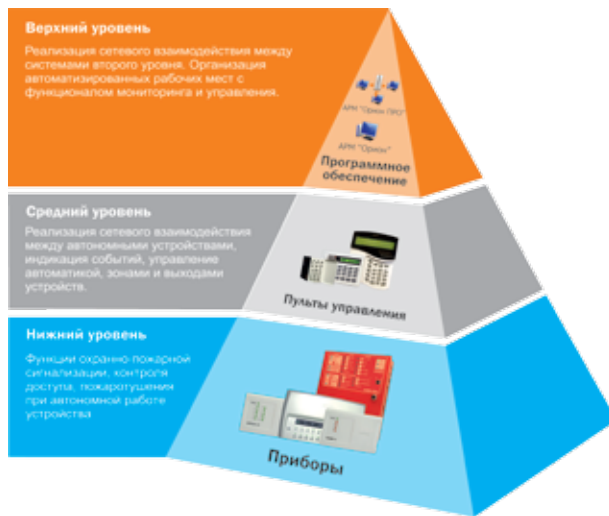 Верхний уровень
Реализация сетевого взаимодействия между
системами второго уровня. Организация
автоматизированных рабочих мест с
функционалом мониторинга и управления.
АРМ "Орион ПРО"
АРМ "Орион"
Программное
обеспечение
Средний уровень
Реализация сетевого взаимодействия
между автономными устройствами,
индикация событий, управление
автоматикой, зонами и выходами
устройств.
Пульты управления
Нижний уровень
Функции охранно-пожарной
сигнализации, контроля
доступа, пожаротушения
при автономной работе
устройства
Приборы